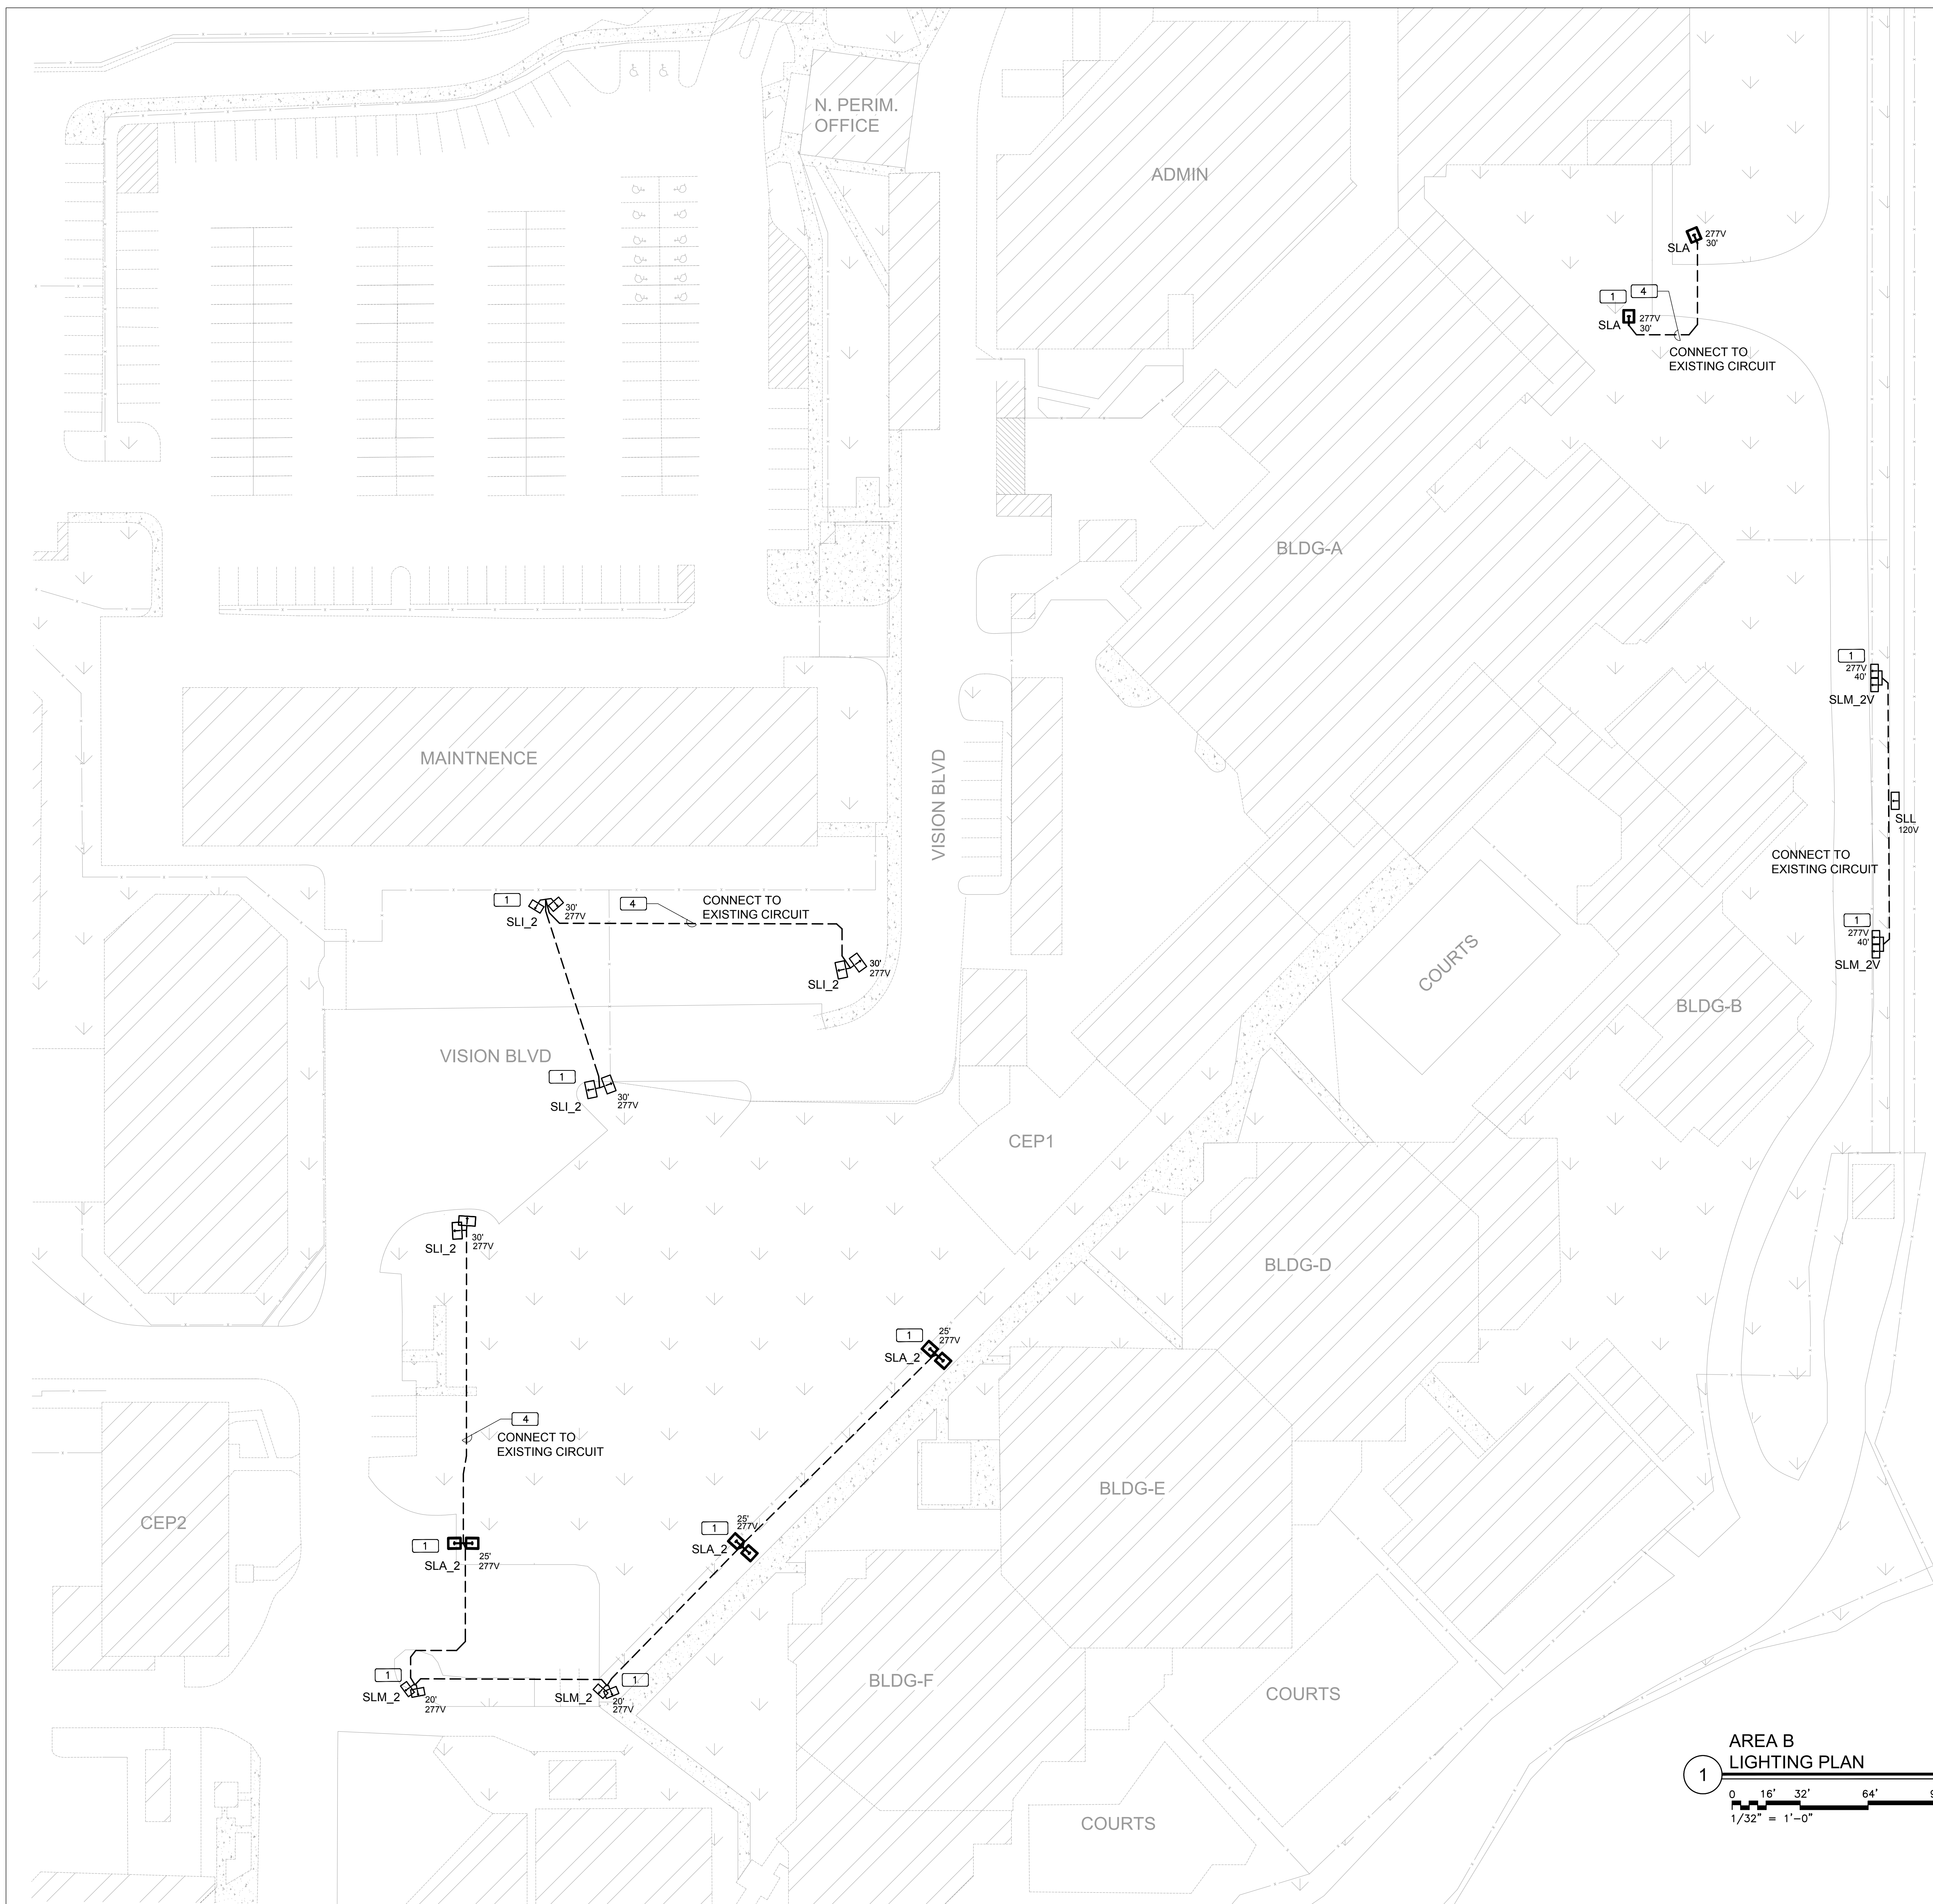 N. PERIM.
OFFICE
ADMIN
SLA
277V
30'
1
4
SLA
277V
30'
CONNECT TO
EXISTING CIRCUIT
BLDG-A
1
277V
40'
SLM_2V
MAINTNENCE
VISION BLVD
SLL
120V
CONNECT TO
EXISTING CIRCUIT
1
SLI_2
30'
277V
4
CONNECT TO
EXISTING CIRCUIT
1
277V
40'
SLM_2V
SLI_2
30'
277V
COURTS
BLDG-B
VISION BLVD
1
SLI_2
30'
277V
CEP1
SLI_2
30'
277V
BLDG-D
1
25'
277V
SLA_2
4
CONNECT TO
EXISTING CIRCUIT
BLDG-E
CEP2
1
SLA_2
25'
277V
1
25'
277V
SLA_2
1
SLM_2
20'
277V
1
SLM_2
20'
277V
BLDG-F
COURTS
COURTS
1
AREA B
LIGHTING PLAN
0 16' 32' 64'
1/32" = 1'-0"